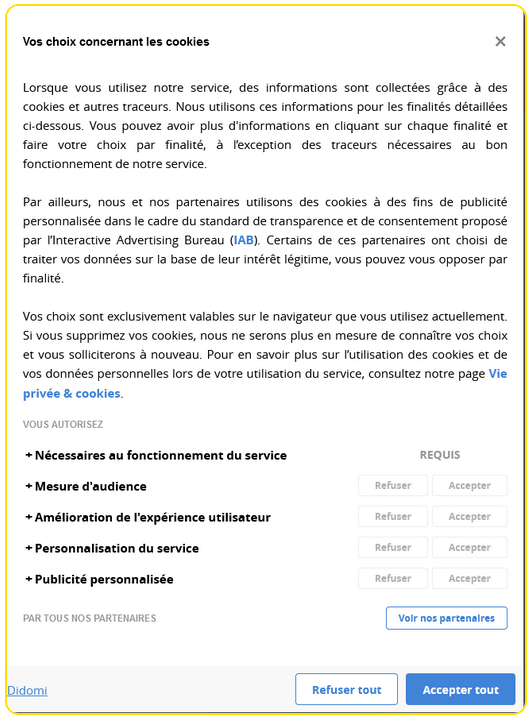 Vos choix concernant les cookies
×
Lorsque vous utilisez notre service, des informations sont collectées grâce à des
cookies et autres traceurs. Nous utilisons ces informations pour les finalités détaillées
ci-dessous. Vous pouvez avoir plus d'informations en cliquant sur chaque finalité et
faire votre choix par finalité, à l’exception des traceurs nécessaires au bon
fonctionnement de notre service.
Par ailleurs, nous et nos partenaires utilisons des cookies à des fins de publicité
personnalisée dans le cadre du standard de transparence et de consentement proposé
par l’Interactive Advertising Bureau (IAB). Certains de ces partenaires ont choisi de
traiter vos données sur la base de leur intérêt légitime, vous pouvez vous opposer par
finalité.
Vos choix sont exclusivement valables sur le navigateur que vous utilisez actuellement.
Si vous supprimez vos cookies, nous ne serons plus en mesure de connaître vos choix
et vous solliciterons à nouveau. Pour en savoir plus sur l’utilisation des cookies et de
vos données personnelles lors de votre utilisation du service, consultez notre page Vie
privée & cookies.
VOUS AUTORISEZ
+ Nécessaires au fonctionnement du service REQUIS
+ Mesure d'audience Refuser Accepter
+ Amélioration de l'expérience utilisateur Refuser Accepter
+ Personnalisation du service Refuser Accepter
+ Publicité personnalisée Refuser Accepter
PAR TOUS NOS PARTENAIRES Voir nos partenaires
Didomi Refuser tout Accepter tout